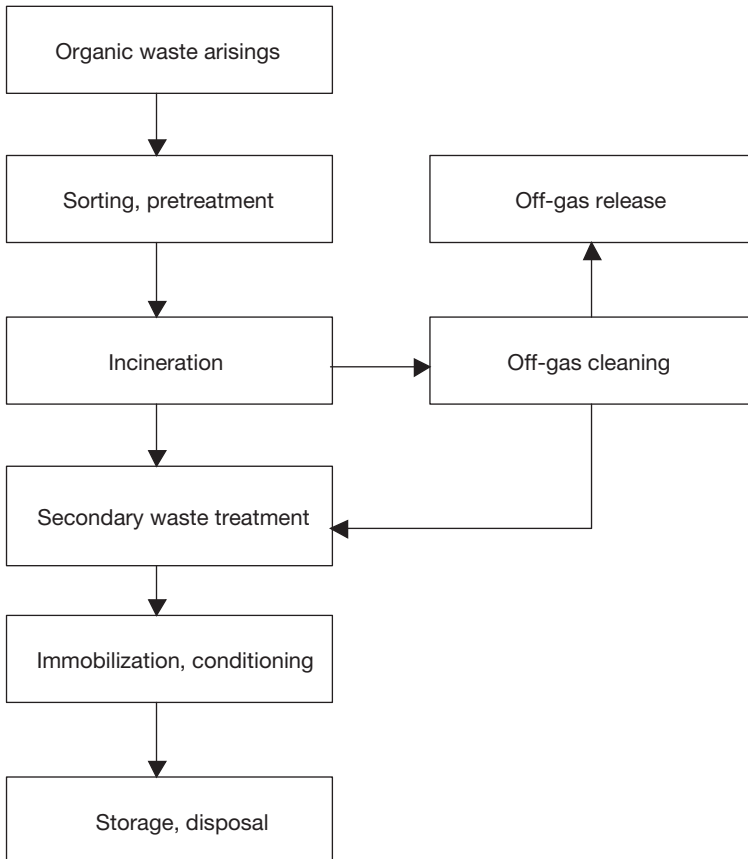 Organic waste arisings
Sorting, pretreatment
Off-gas release
Incineration
Off-gas cleaning
Secondary waste treatment
Immobilization, conditioning
Storage, disposal